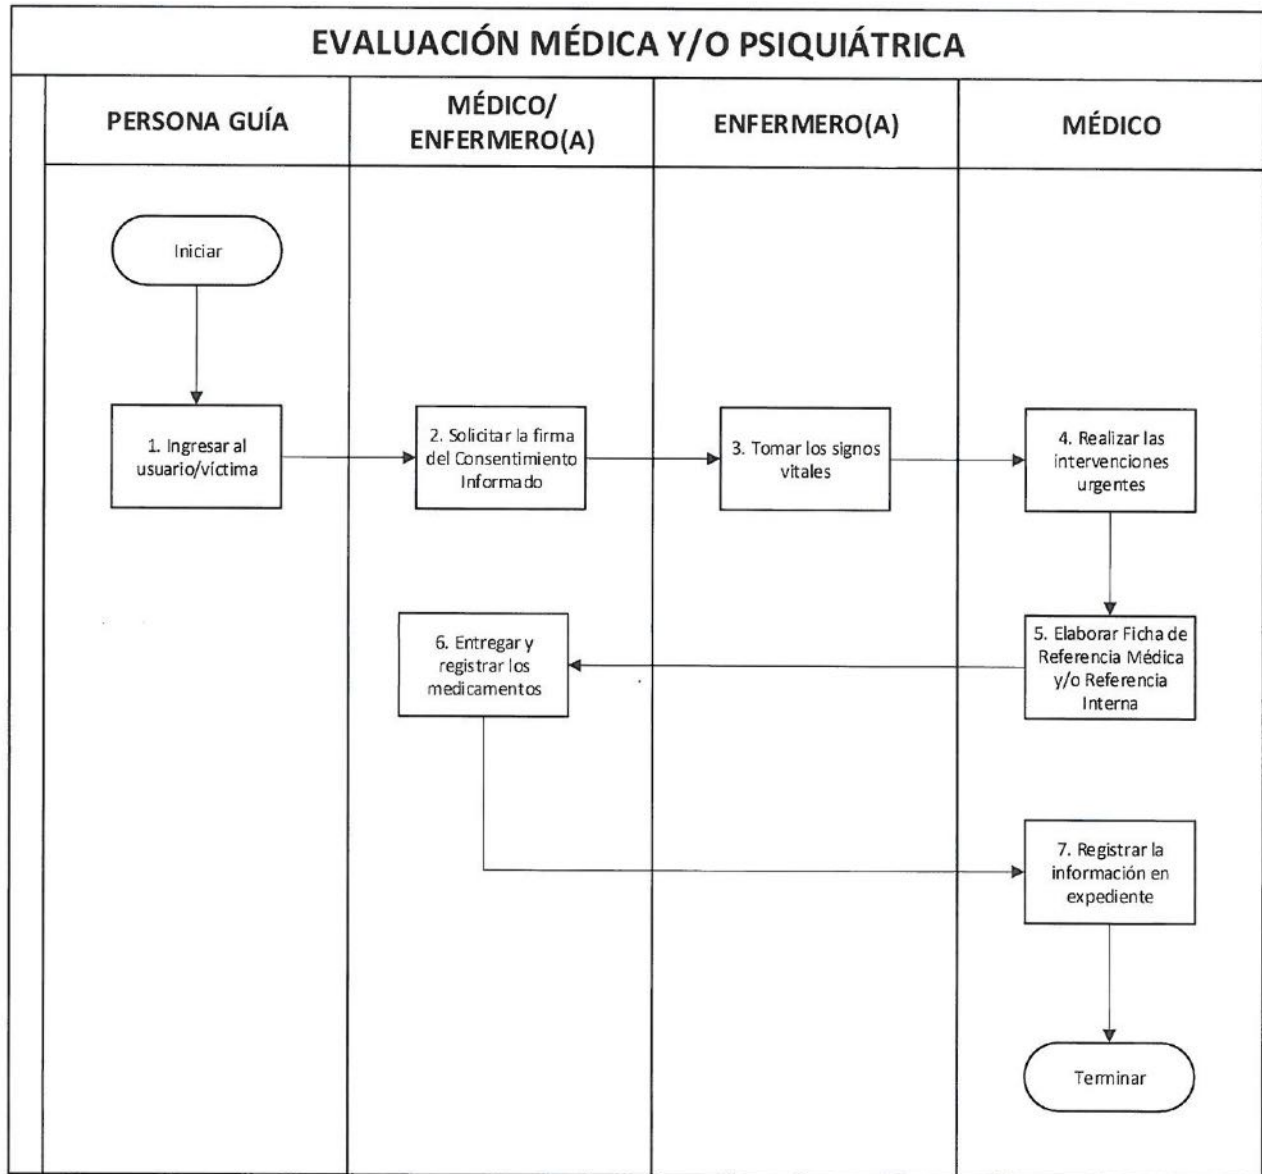 EVALUACIÓN MÉDICA Y/O PSIQUIÁTRICA
PERSONA GUÍA
MÉDICO/
ENFERMERO(A)
ENFERMERO(A)
MÉDICO
Iniciar
1. Ingresar al
usuario/víctima
2. Solicitar la firma
del Consentimiento
Informado
3. Tomar los signos
vitales
4. Realizar las
intervenciones
urgentes
5. Elaborar Ficha de
Referencia Médica
y/o Referencia
Interna
6. Entregar y
registrar los
medicamentos
7. Registrar la
información en
expediente
Terminar